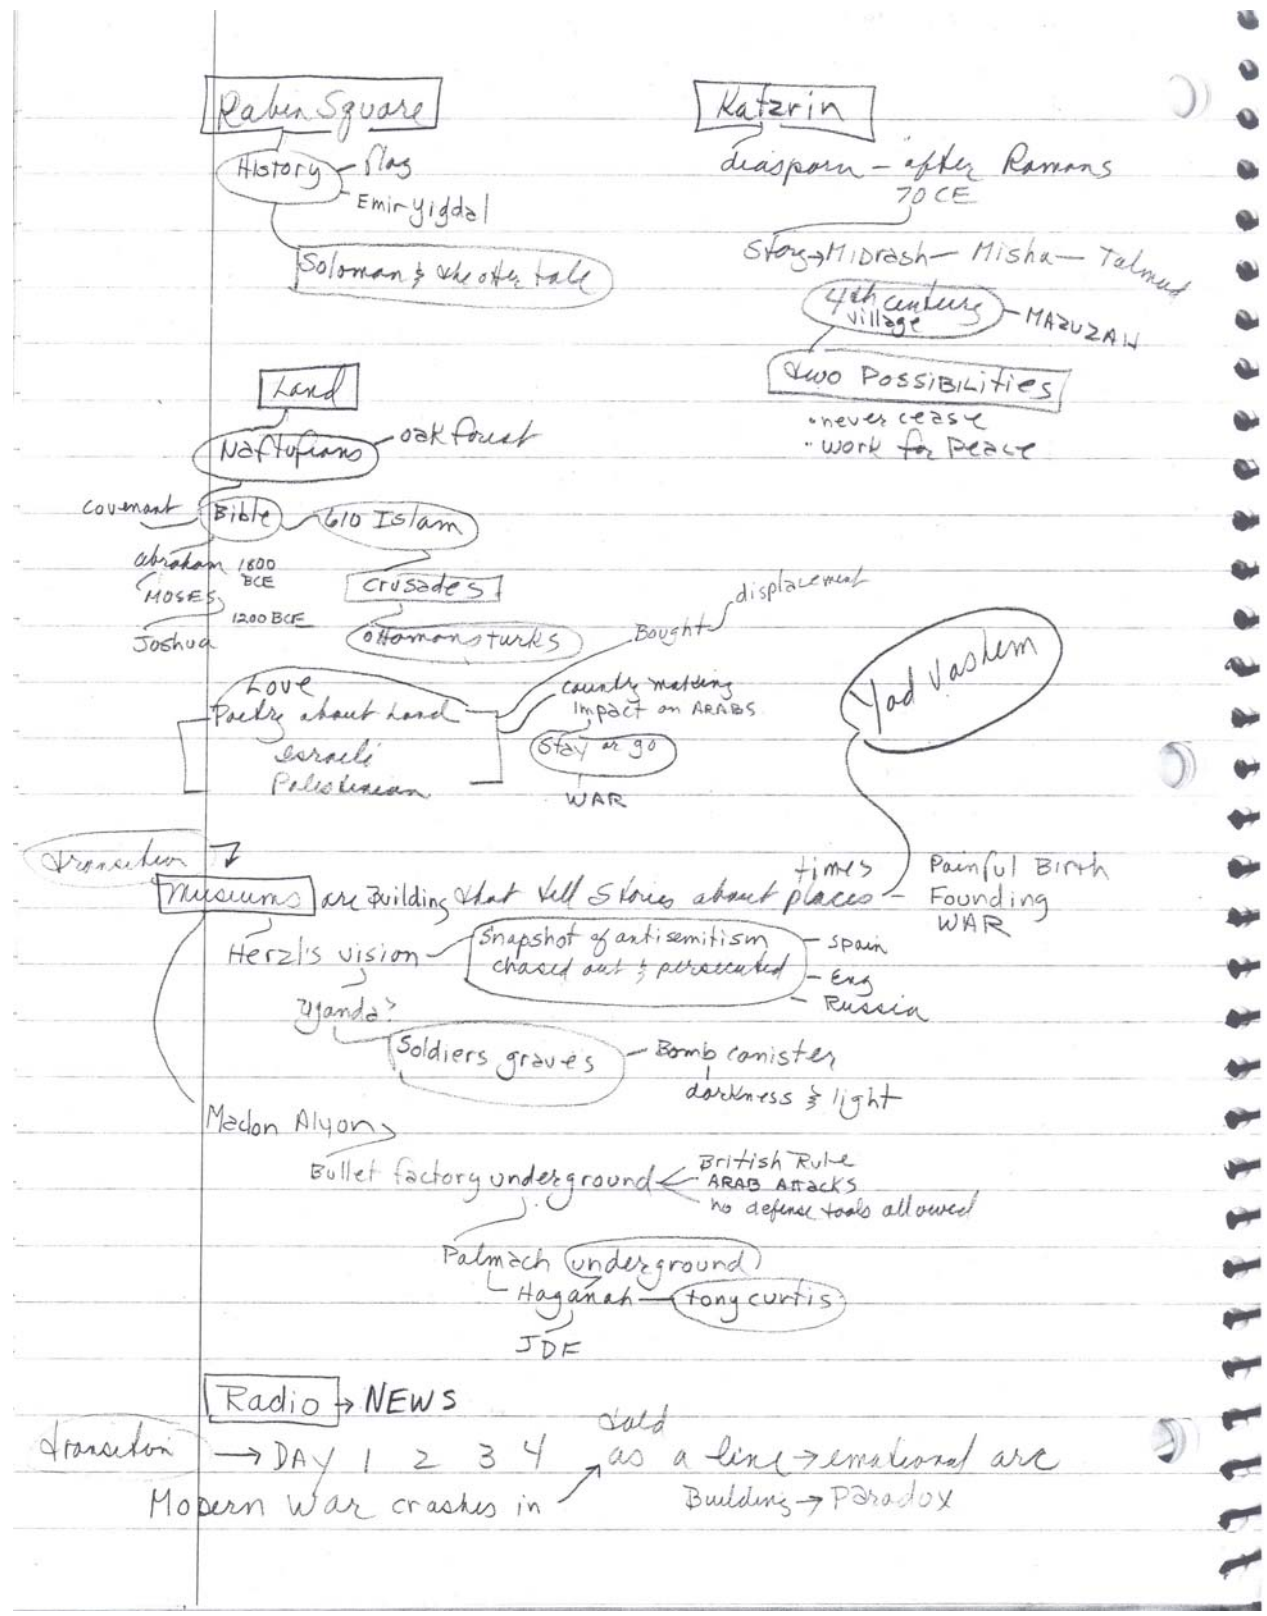 Rabin Square
History - flag
Emir Yigdal
Soloman & the otter tale
Katzrin
diaspora - after Romans
70 CE
Story → MIDrash - Misha - Talmud
4th century
village - MAZUZAH
two POSSIBILities
• never cease
• work for peace
Land
Naftufians - oak forest
covenant Bible 610 Islam
abraham 1800
BCE
MOSES
1200 BCE
Joshua
crusades
ottomans turks
Bought displacement
Love
Poetry about Land
Israeli
Palestinian
country making
impact on ARABS
Stay or go
WAR
Yad Vashem
transition
times
Museums are Building that tell Stories about places - Painful Birth
Founding
WAR
Herzl's vision
Snapshot of antisemitism
chased out & persecuted
- Spain
- Eng
- Russia
Uganda?
Soldiers graves - Bomb canister
darkness & light
Madon Alyon
Bullet factory underground
British Rule
ARAB Attacks
no defense tools allowed
Palmach underground
Haganah - tony curtis
JDF
Radio → NEWS
transition → DAY 1 2 3 4
told
as a line → emotional arc
Modern War crashes in
Building → Paradox